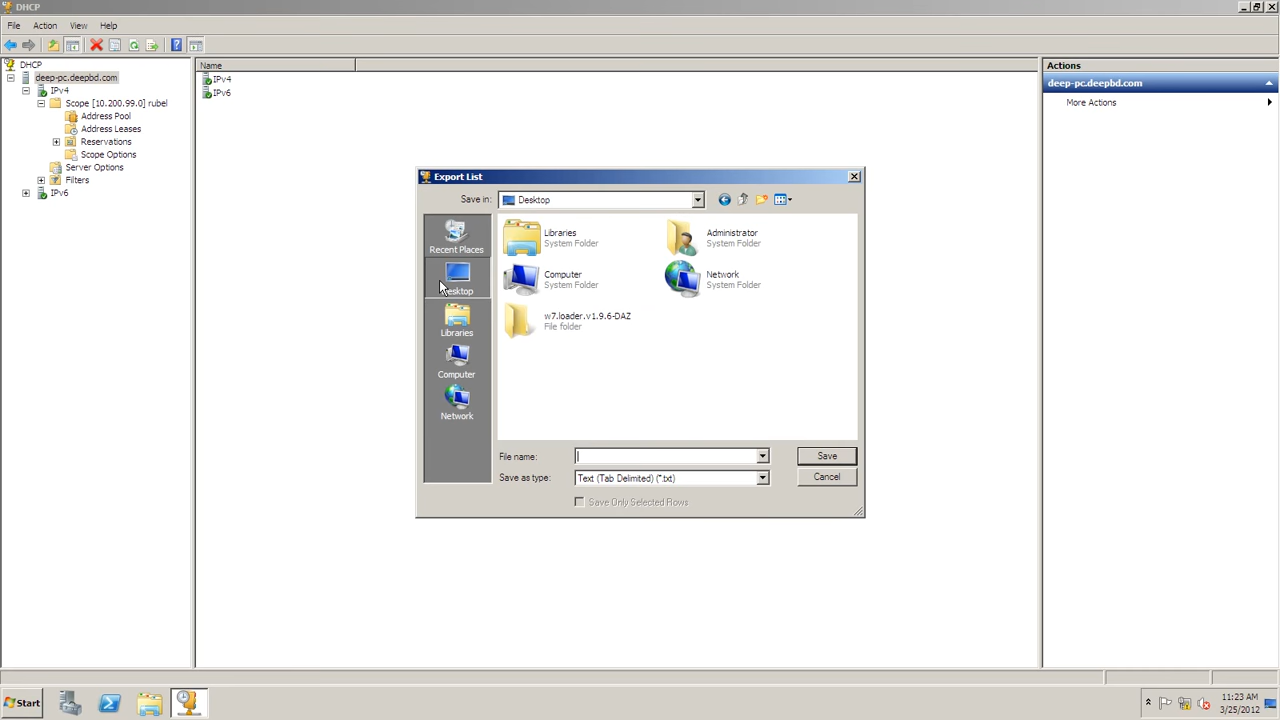 DHCP
File Action View Help
DHCP
deep-pc.deepbd.com
IPv4
Scope [10.200.99.0] rubel
Address Pool
Address Leases
Reservations
Scope Options
Server Options
Filters
IPv6
Name
IPv4
IPv6
Actions
deep-pc.deepbd.com
More Actions
Export List
Save in: Desktop
Recent Places
Desktop
Libraries
Computer
Network
Libraries
System Folder
Administrator
System Folder
Computer
System Folder
Network
System Folder
w7.loader.v1.9.6-DAZ
File folder
File name:
Save
Save as type: Text (Tab Delimited) (*.txt)
Cancel
Save Only Selected Rows
Start
11:23 AM
3/25/2012